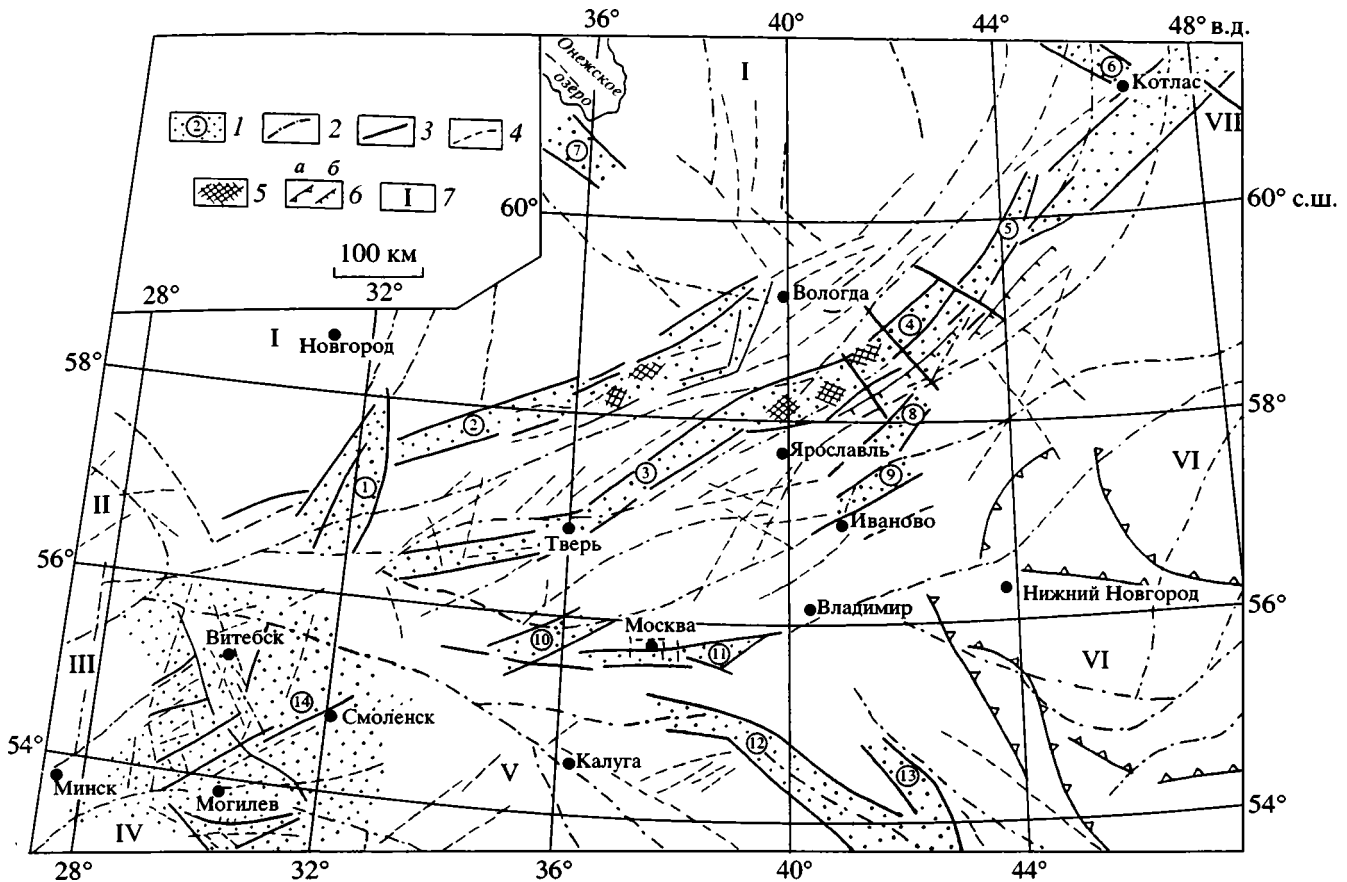 36° 40° 44° 48° в.д.
Онежское
озеро
I
6
Котлас
VII
2 1 2 3 4
а б
5 6 I 7
7
60°
60° с.ш.
100 км
5
28° 32°
Вологда
4
I
Новгород
58°
2
58°
8
Ярославль
3
9
VI
1
II
Иваново
Тверь
56°
Нижний Новгород
Владимир
56°
10
Москва
11
Витебск
III
VI
14
Смоленск
12
54°
V
Калуга
13
Минск
Могилев
54°
IV
28° 32° 36° 40° 44°